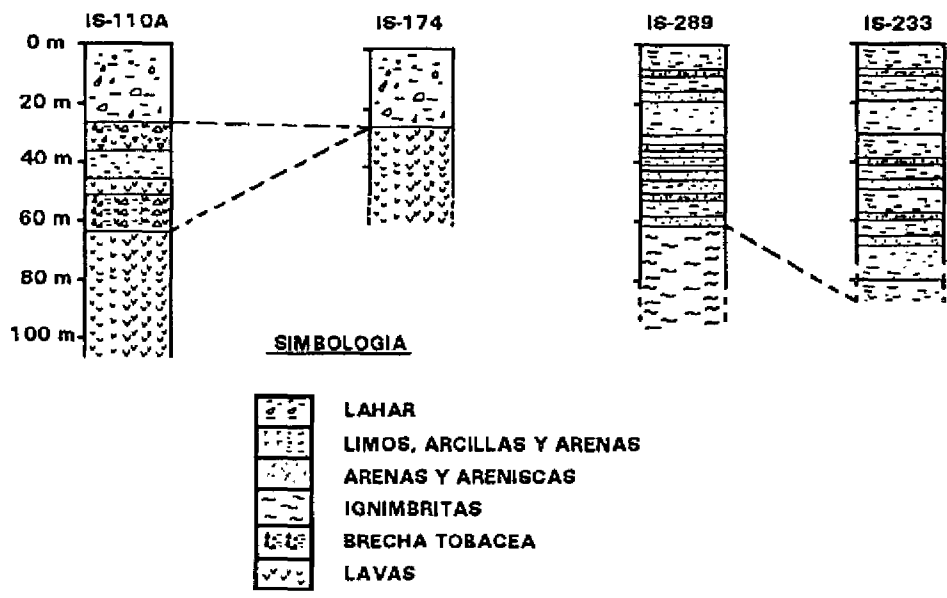 IS-110A IS-174 IS-289 IS-233
0 m
20 m
40 m
60 m
80 m
100 m
SIMBOLOGIA
LAHAR
LIMOS, ARCILLAS Y ARENAS
ARENAS Y ARENISCAS
IGNIMBRITAS
BRECHA TOBACEA
LAVAS